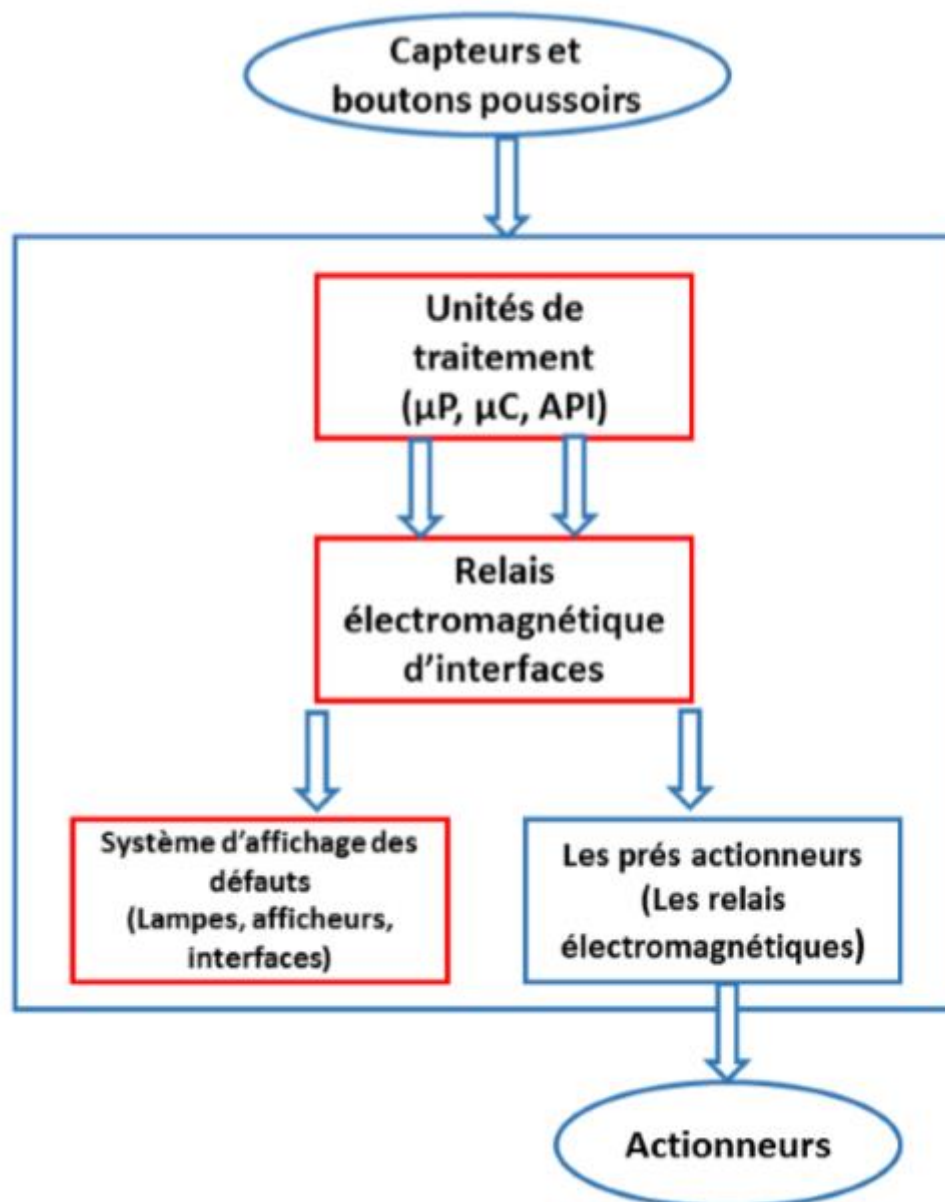 Capteurs et
boutons poussoirs
Unités de
traitement
(µP, µC, API)
Relais
électromagnétique
d’interfaces
Système d’affichage des
défauts
(Lampes, afficheurs,
interfaces)
Les prés actionneurs
(Les relais
électromagnétiques)
Actionneurs